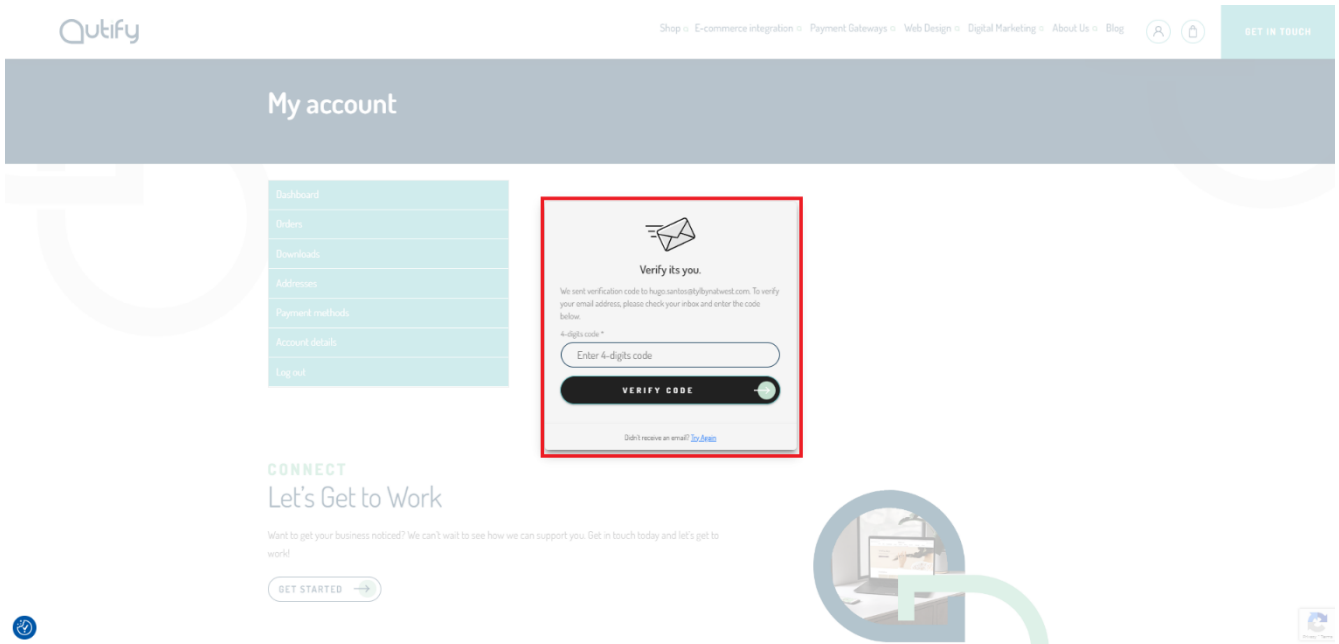 Qutify
Shop E-commerce integration Payment Gateways Web Design Digital Marketing About Us Blog
GET IN TOUCH
My account
Dashboard
Orders
Downloads
Addresses
Payment methods
Account details
Log out
Verify its you.
We sent verification code to hugo.santos@tylbynatwest.com. To verify
your email address, please check your inbox and enter the code
below.
4-digits code *
Enter 4-digits code
VERIFY CODE
Didn't receive an email? Try Again
CONNECT
Let's Get to Work
Want to get your business noticed? We can't wait to see how we can support you. Get in touch today and let's get to
work!
GET STARTED